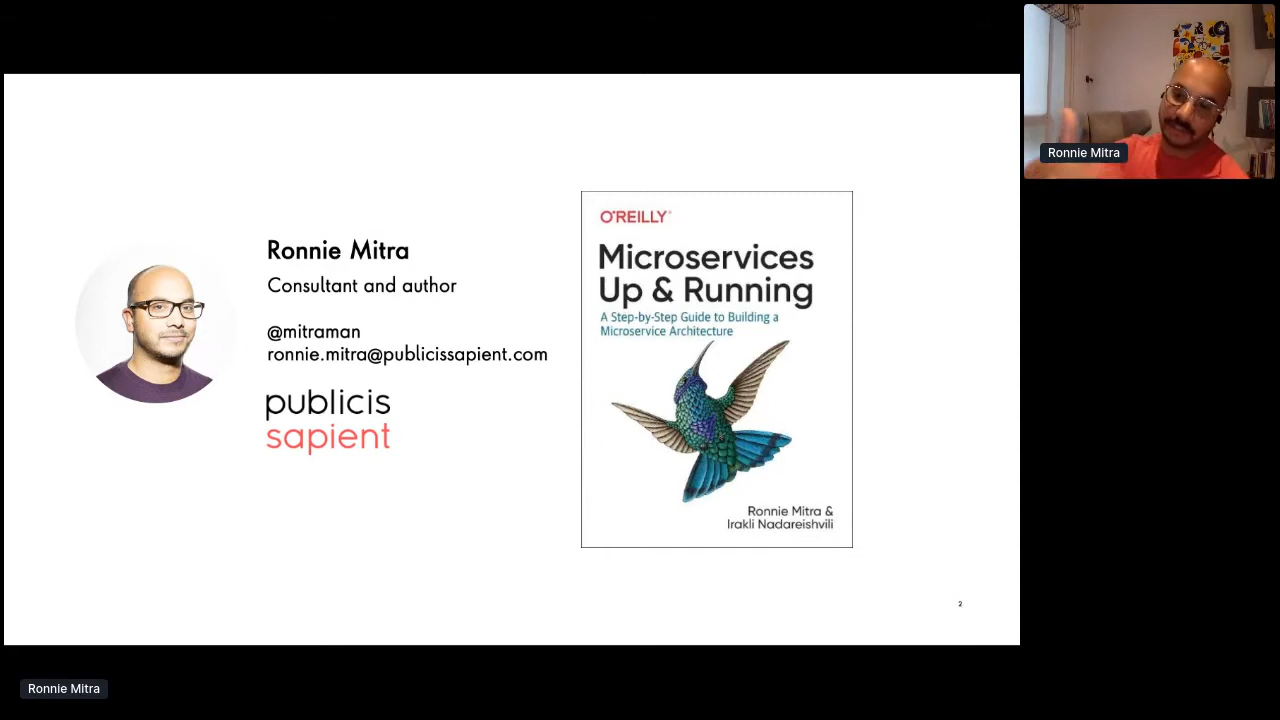 Ronnie Mitra
Consultant and author
@mitraman
ronnie.mitra@publicissapient.com
publicis
sapient
O'REILLY®
Microservices
Up & Running
A Step-by-Step Guide to Building a
Microservice Architecture
Ronnie Mitra &
Irakli Nadareishvili
2
Ronnie Mitra
Ronnie Mitra